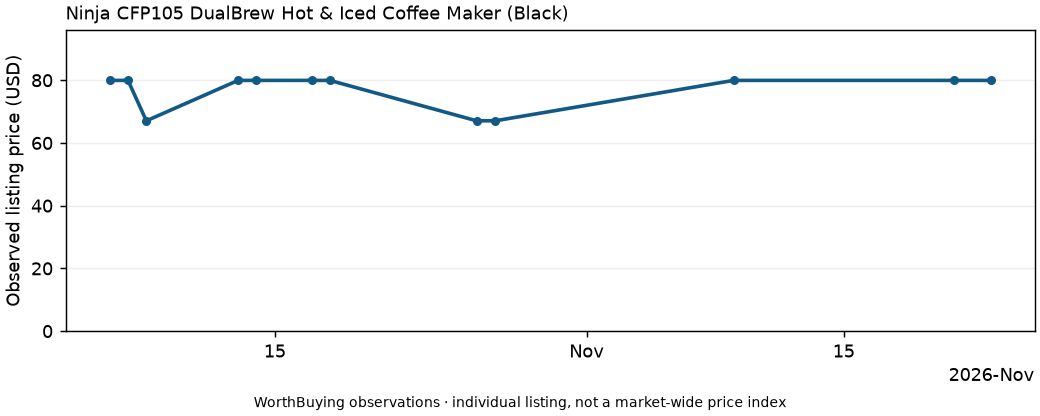 Ninja CFP105 DualBrew Hot & Iced Coffee Maker (Black)
Observed listing price (USD)
80
60
40
20
0
15
Nov
15
2026-Nov
WorthBuying observations · individual listing, not a market-wide price index